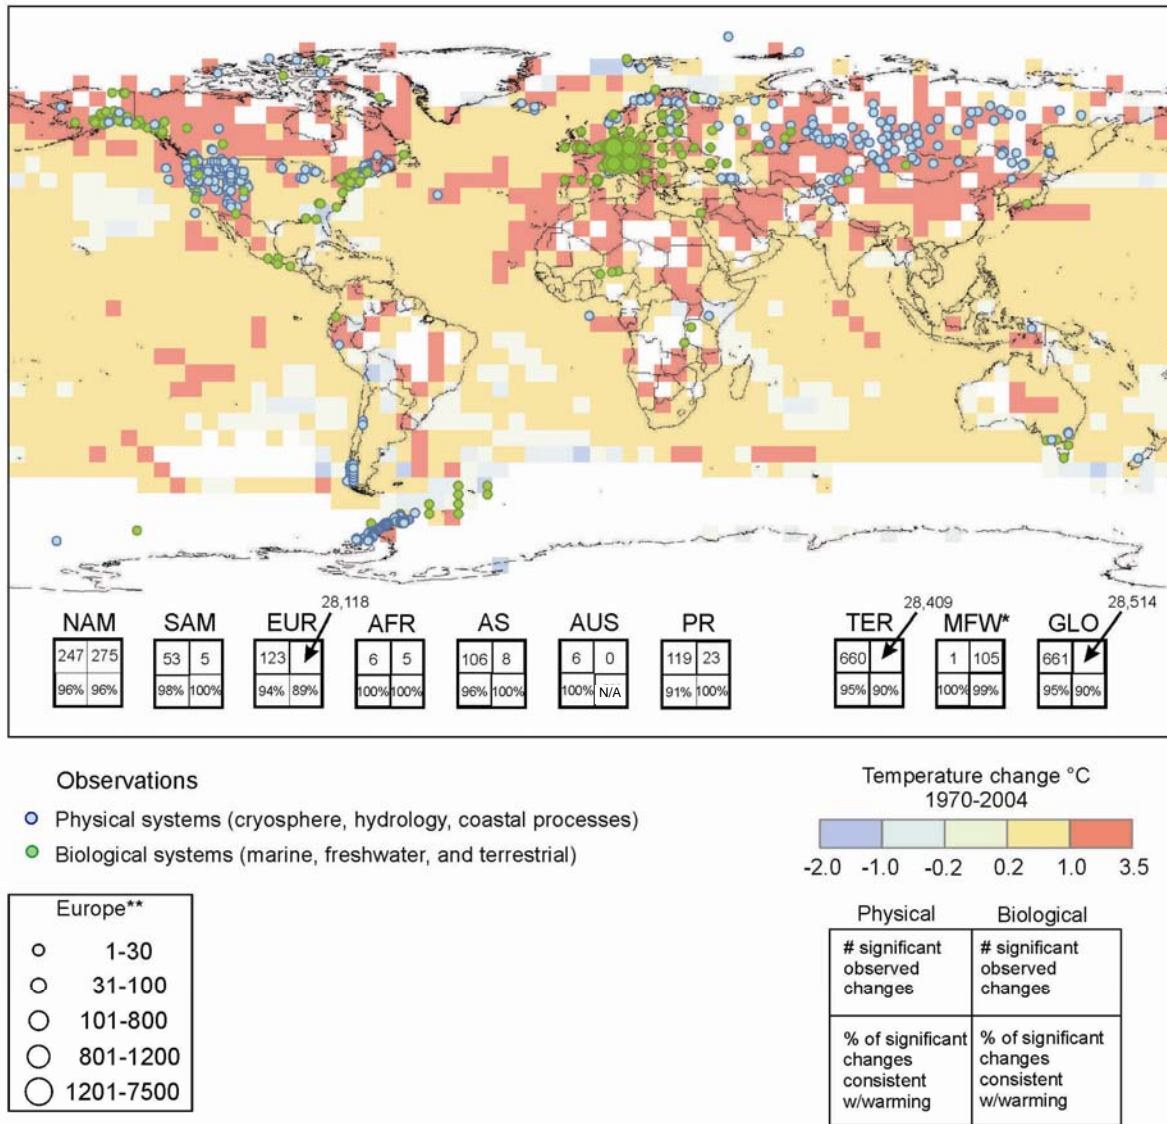 28,118 28,409 28,514
NAM SAM EUR AFR AS AUS PR TER MFW* GLO
247 275 53 5 123 6 5 106 8 6 0 119 23 660 1 105 661
96% 96% 98% 100% 94% 89% 100% 100% 96% 100% 100% N/A 91% 100% 95% 90% 100% 99% 95% 90%
Observations
Physical systems (cryosphere, hydrology, coastal processes)
Biological systems (marine, freshwater, and terrestrial)
Temperature change °C
1970-2004
-2.0 -1.0 -0.2 0.2 1.0 3.5
Europe**
1-30
31-100
101-800
801-1200
1201-7500
Physical Biological
# significant
observed
changes
# significant
observed
changes
% of significant
changes
consistent
w/warming
% of significant
changes
consistent
w/warming